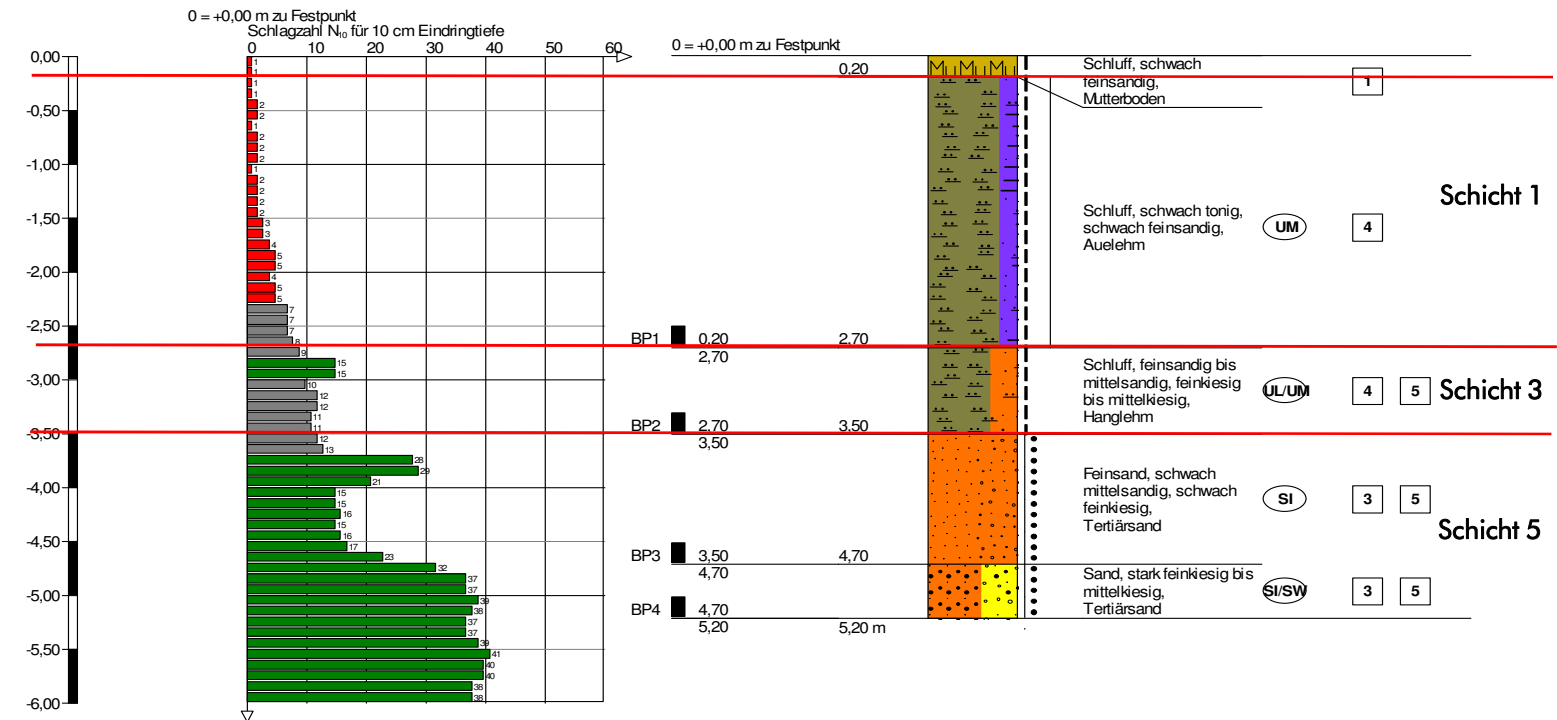 0 = +0,00 m zu Festpunkt
Schlagzahl N10 für 10 cm Eindringtiefe
0 10 20 30 40 50 60
0,00
-0,50
-1,00
-1,50
-2,00
-2,50
-3,00
-3,50
-4,00
-4,50
-5,00
-5,50
-6,00
1
1
1
1
2
2
1
2
2
2
1
2
2
2
2
3
3
4
5
5
4
5
5
7
7
7
8
9
15
15
10
12
12
11
11
12
13
28
29
21
15
15
16
15
16
17
23
32
37
37
39
38
37
37
39
41
40
40
38
38
0 = +0,00 m zu Festpunkt
0,20
M M M
Schluff, schwach
feinsandig,
Mutterboden
1
Schluff, schwach tonig,
schwach feinsandig,
Auelehm
UM
4
Schicht 1
BP1 0,20 2,70
2,70
Schluff, feinsandig bis
mittelsandig, feinkiesig
bis mittelkiesig,
Hanglehm
UL/UM
4 5
Schicht 3
BP2 2,70 3,50
3,50
Feinsand, schwach
mittelsandig, schwach
feinkiesig,
Tertiärsand
SI
3 5
Schicht 5
BP3 3,50 4,70
4,70
Sand, stark feinkiesig bis
mittelkiesig,
Tertiärsand
SI/SW
3 5
BP4 4,70
5,20 5,20 m